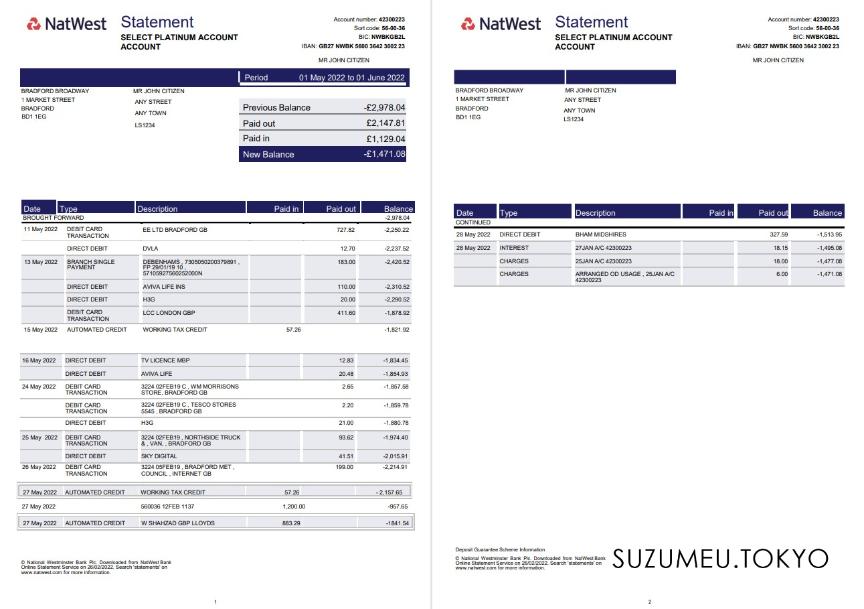 NatWest
Statement
SELECT PLATINUM ACCOUNT
ACCOUNT
Account number: 42300223
Sort code: 56-00-36
BIC: NWBKGB2L
IBAN: GB27 NWBK 5600 3642 3002 23
MR JOHN CITIZEN
Period 01 May 2022 to 01 June 2022
BRADFORD BROADWAY
1 MARKET STREET
BRADFORD
BD1 1EG
MR JOHN CITIZEN
ANY STREET
ANY TOWN
LS1234
Previous Balance -£2,978.04
Paid out £2,147.81
Paid in £1,129.04
New Balance -£1,471.08
Date Type Description Paid in Paid out Balance
BROUGHT FORWARD -2,978.04
11 May 2022 DEBIT CARD TRANSACTION EE LTD BRADFORD GB 727.82 -2,250.22
DIRECT DEBIT DVLA 12.70 -2,237.52
13 May 2022 BRANCH SINGLE PAYMENT DEBENHAMS , 7305050200379891 , 183.00 -2,420.52
FP 29/01/19 10 ,
57105927500252000N
DIRECT DEBIT AVIVA LIFE INS 110.00 -2,310.52
DIRECT DEBIT H3G 20.00 -2,290.52
DEBIT CARD TRANSACTION LCC LONDON GBP 411.60 -1,878.92
15 May 2022 AUTOMATED CREDIT WORKING TAX CREDIT 57.26 -1,821.92
16 May 2022 DIRECT DEBIT TV LICENCE MBP 12.83 -1,834.45
DIRECT DEBIT AVIVA LIFE 20.48 -1,854.93
24 May 2022 DEBIT CARD TRANSACTION 3224 02FEB19 C , WM MORRISONS STORE, BRADFORD GB 2.65 -1,857.58
DEBIT CARD TRANSACTION 3224 02FEB19 C , TESCO STORES 5545 , BRADFORD GB 2.20 -1,859.78
DIRECT DEBIT H3G 21.00 -1,880.78
25 May 2022 DEBIT CARD TRANSACTION 3224 02FEB19 , NORTHSIDE TRUCK & , VAN, , BRADFORD GB 93.62 -1,974.40
DIRECT DEBIT SKY DIGITAL 41.51 -2,015.91
26 May 2022 DEBIT CARD TRANSACTION 3224 05FEB19 , BRADFORD MET , COUNCIL , INTERNET GB 199.00 -2,214.91
27 May 2022 AUTOMATED CREDIT WORKING TAX CREDIT 57.26 -2,157.65
27 May 2022 560036 12FEB 1137 1,200.00 -957.65
27 May 2022 AUTOMATED CREDIT W SHAHZAD GBP LLOYDS 883.29 -1841.54
© National Westminster Bank Plc. Downloaded from NatWest Bank
Online Statement Service on 26/02/2022. Search 'statements' on
www.natwest.com for more information.
1
NatWest
Statement
SELECT PLATINUM ACCOUNT
ACCOUNT
Account number: 42300223
Sort code: 56-00-36
BIC: NWBKGB2L
IBAN: GB27 NWBK 5600 3642 3002 23
MR JOHN CITIZEN
BRADFORD BROADWAY
1 MARKET STREET
BRADFORD
BD1 1EG
MR JOHN CITIZEN
ANY STREET
ANY TOWN
LS1234
Date Type Description Paid in Paid out Balance
CONTINUED
28 May 2022 DIRECT DEBIT BHAM MIDSHIRES 327.59 -1,513.95
28 May 2022 INTEREST 27JAN A/C 42300223 18.15 -1,495.08
CHARGES 25JAN A/C 42300223 18.00 -1,477.08
CHARGES ARRANGED OD USAGE , 25JAN A/C 42300223 6.00 -1,471.08
Deposit Guarantee Scheme Information
© National Westminster Bank Plc. Downloaded from NatWest Bank
Online Statement Service on 26/02/2022. Search 'statements' on
www.natwest.com for more information.
SUZUMEU.TOKYO
2